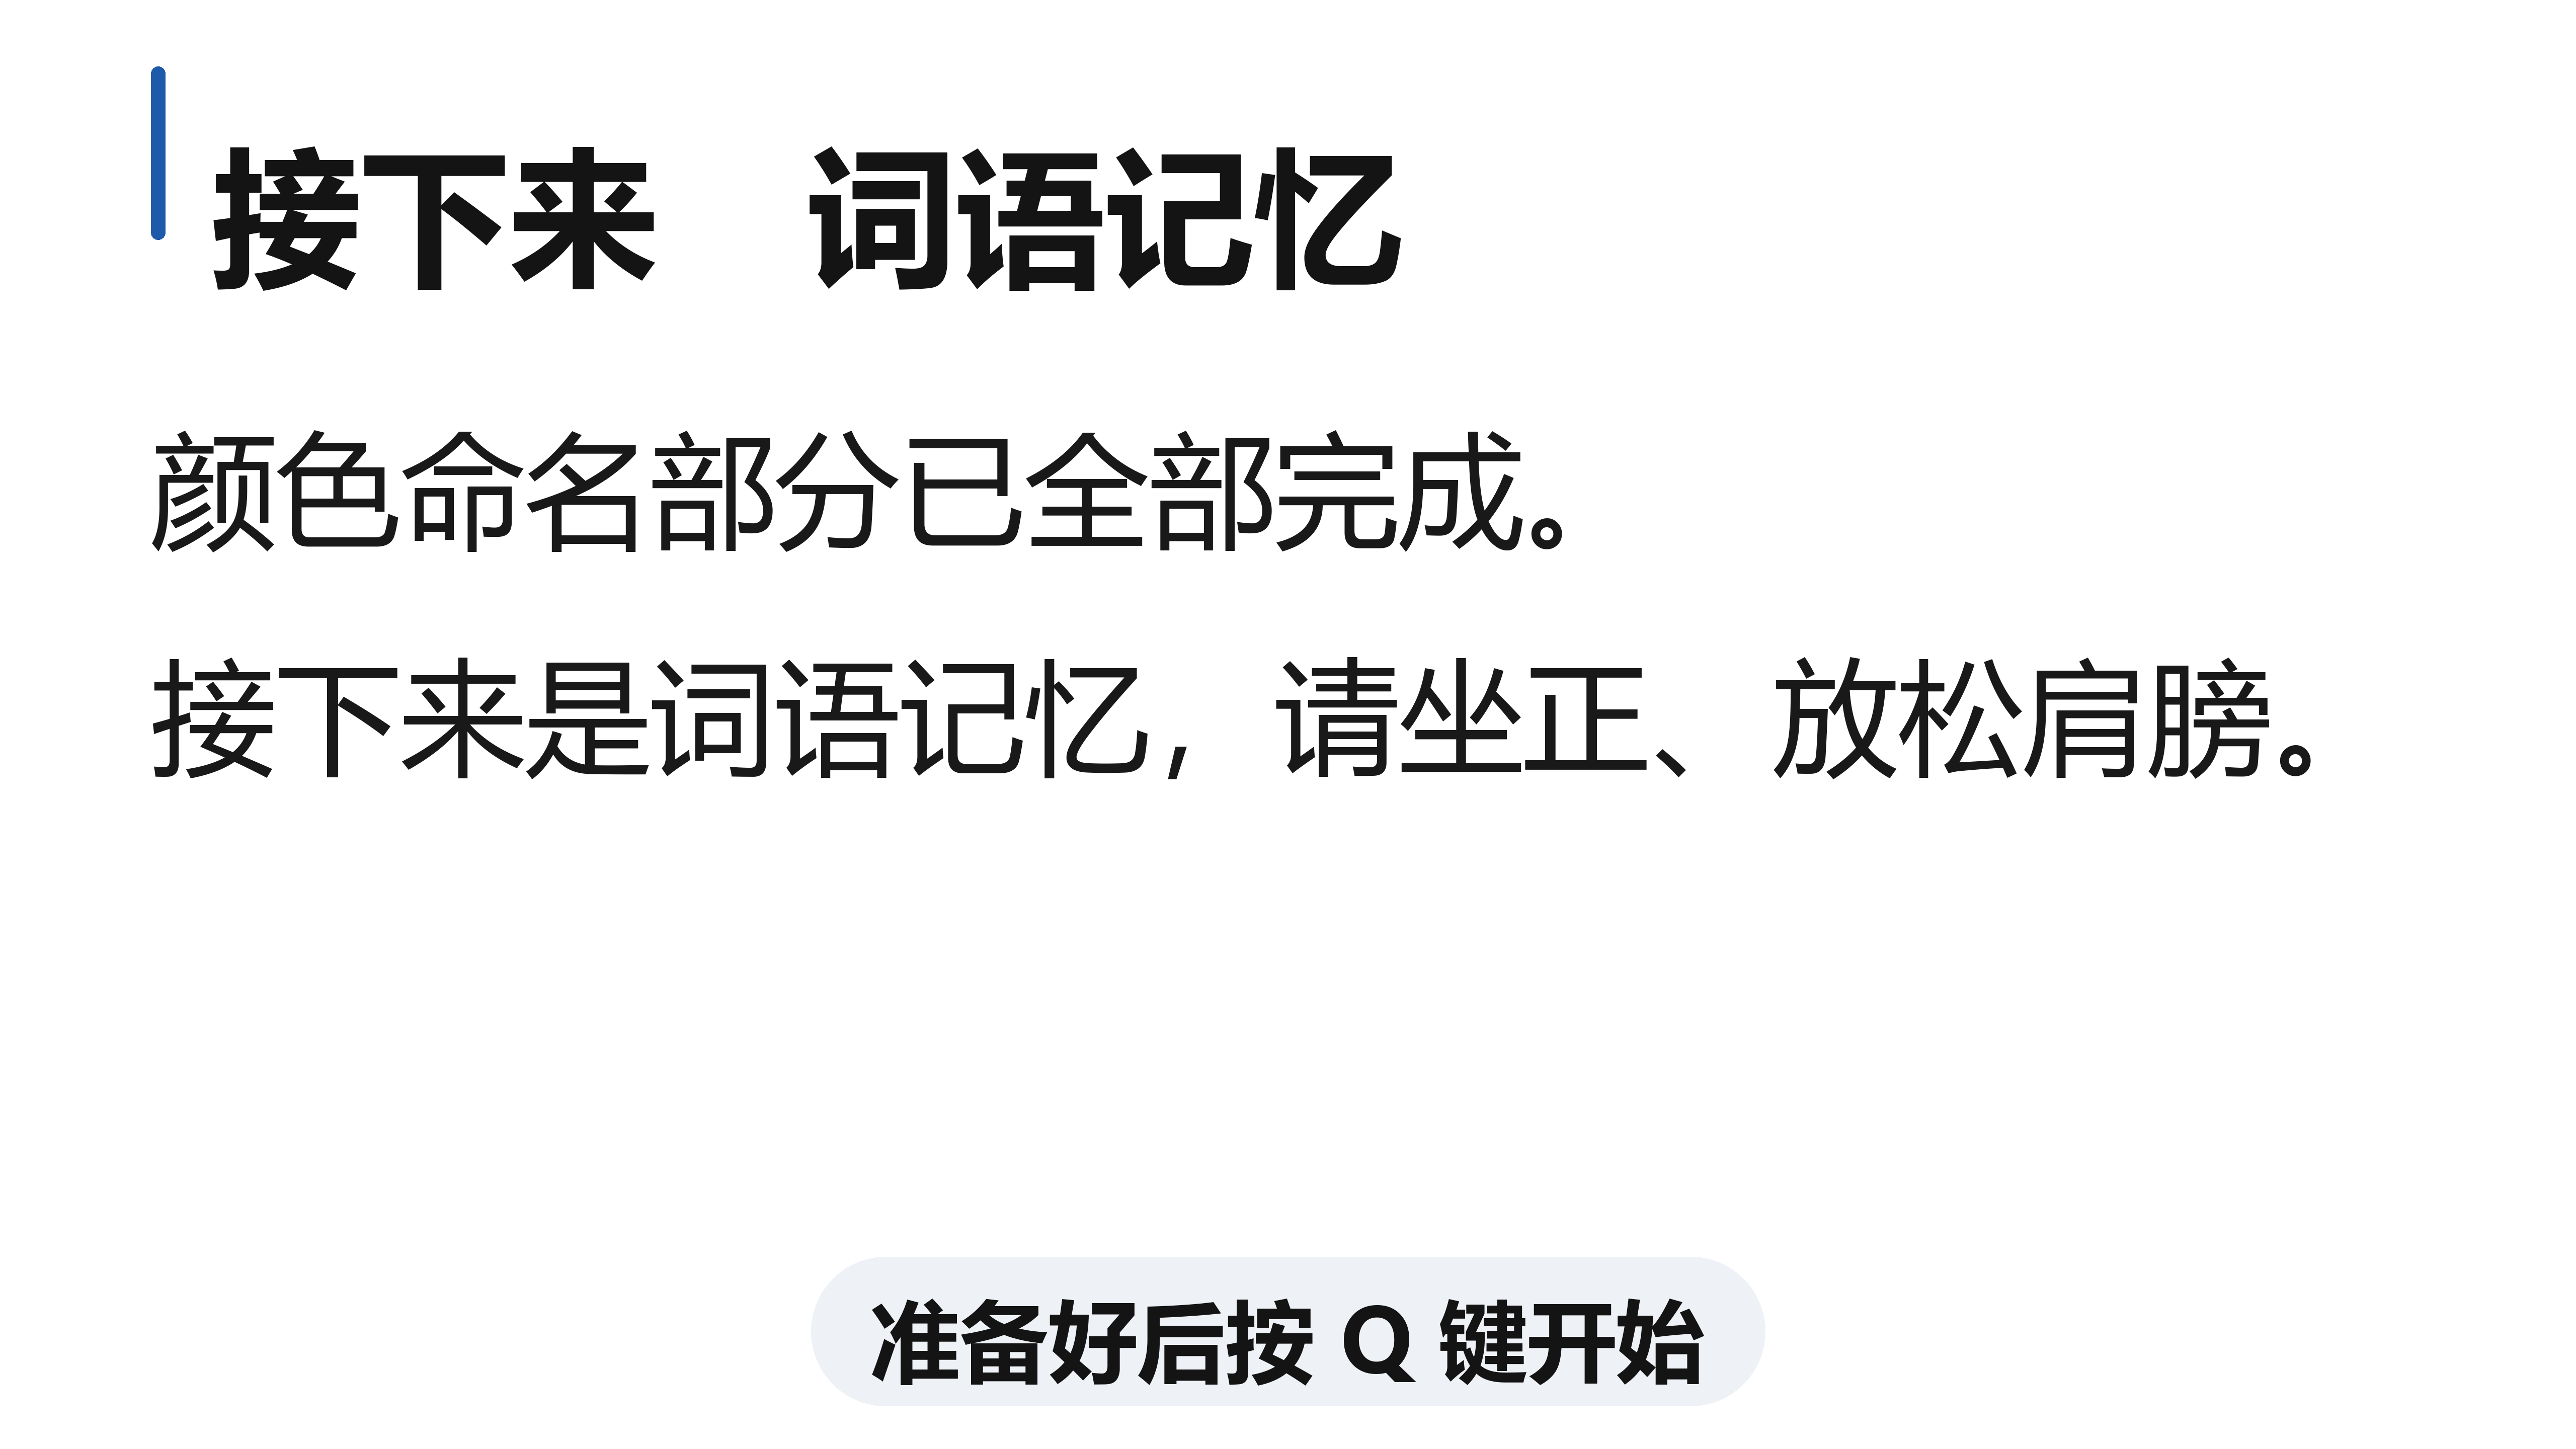 接下来　词语记忆
颜色命名部分已全部完成。
接下来是词语记忆，请坐正、放松肩膀。
准备好后按 Q 键开始